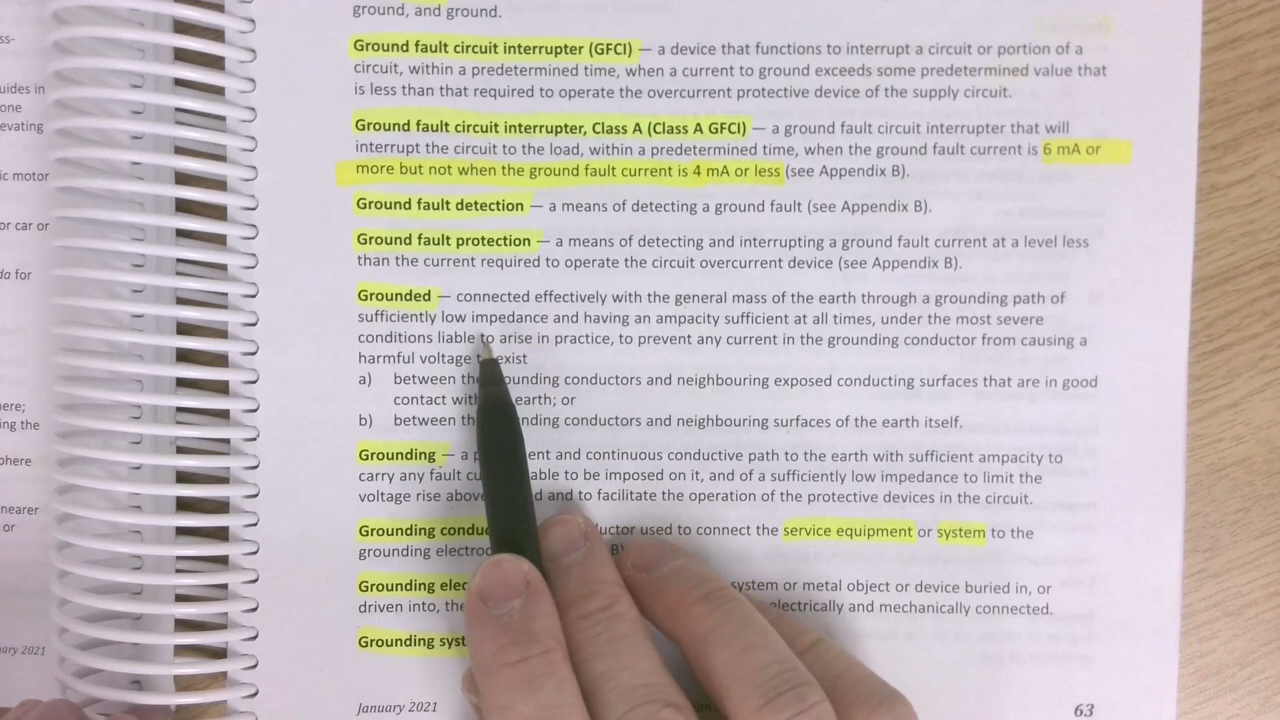 ss-
uides in
one
evating
ic motor
or car or
da for
ere;
ng the
phere
nearer
or
ary 2021
ground, and ground.
Ground fault circuit interrupter (GFCI) — a device that functions to interrupt a circuit or portion of a
circuit, within a predetermined time, when a current to ground exceeds some predetermined value that
is less than that required to operate the overcurrent protective device of the supply circuit.
Ground fault circuit interrupter, Class A (Class A GFCI) — a ground fault circuit interrupter that will
interrupt the circuit to the load, within a predetermined time, when the ground fault current is 6 mA or
more but not when the ground fault current is 4 mA or less (see Appendix B).
Ground fault detection — a means of detecting a ground fault (see Appendix B).
Ground fault protection — a means of detecting and interrupting a ground fault current at a level less
than the current required to operate the circuit overcurrent device (see Appendix B).
Grounded — connected effectively with the general mass of the earth through a grounding path of
sufficiently low impedance and having an ampacity sufficient at all times, under the most severe
conditions liable to arise in practice, to prevent any current in the grounding conductor from causing a
harmful voltage exist
a) between ounding conductors and neighbouring exposed conducting surfaces that are in good
contact earth; or
b) between nding conductors and neighbouring surfaces of the earth itself.
Grounding — a ent and continuous conductive path to the earth with sufficient ampacity to
carry any fault able to be imposed on it, and of a sufficiently low impedance to limit the
voltage rise and to facilitate the operation of the protective devices in the circuit.
Grounding uctor used to connect the service equipment or system to the
grounding B)
Grounding system or metal object or device buried in, or
driven into, electrically and mechanically connected.
Grounding
January 2021 63